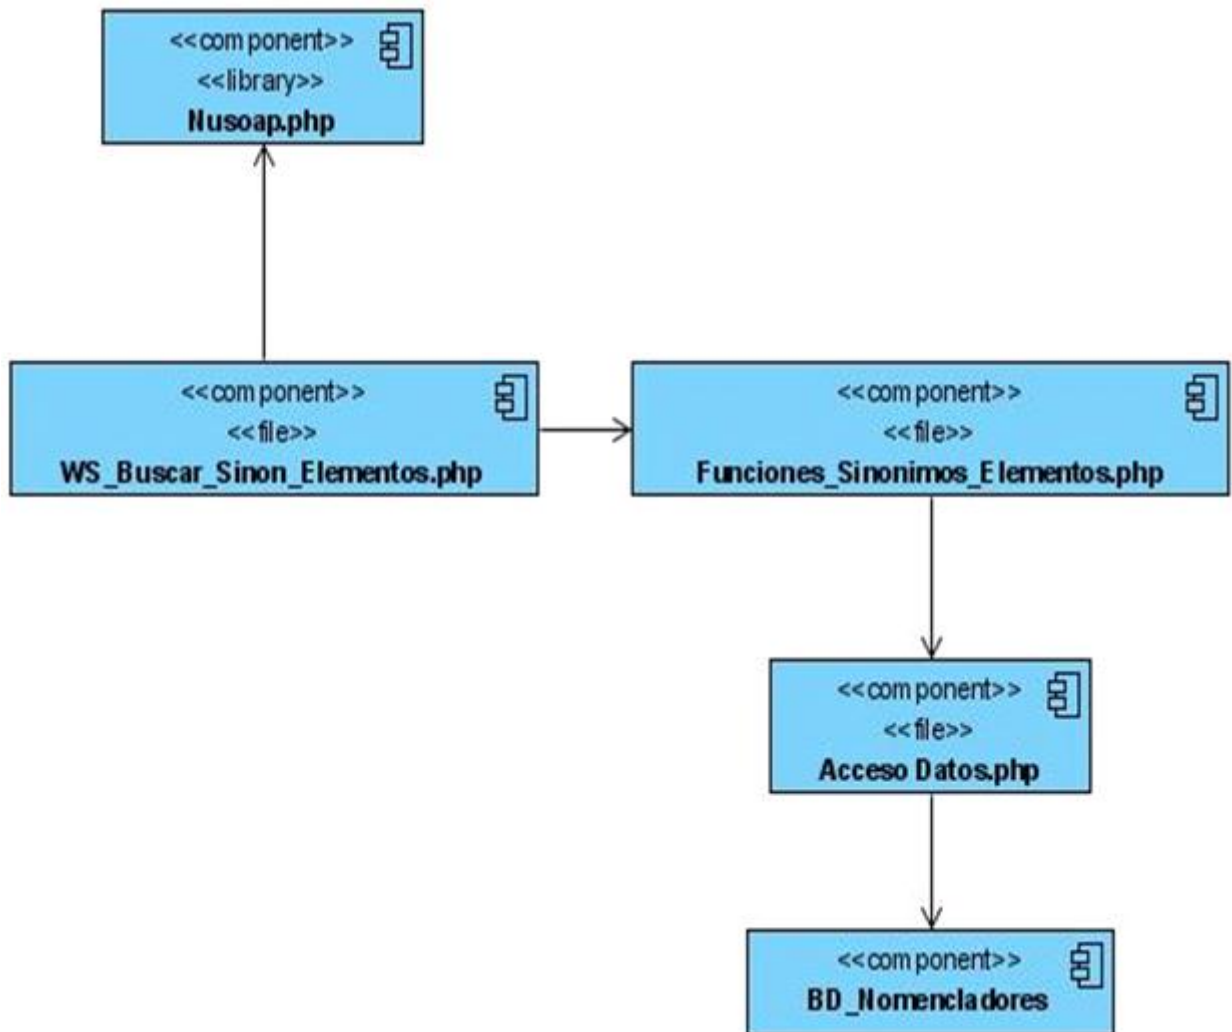 <<component>>
<<library>>
Nusoap.php
<<component>>
<<file>>
WS_Buscar_Sinon_Elementos.php
<<component>>
<<file>>
Funciones_Sinonimos_Elementos.php
<<component>>
<<file>>
Acceso Datos.php
<<component>>
BD_Nomencladores